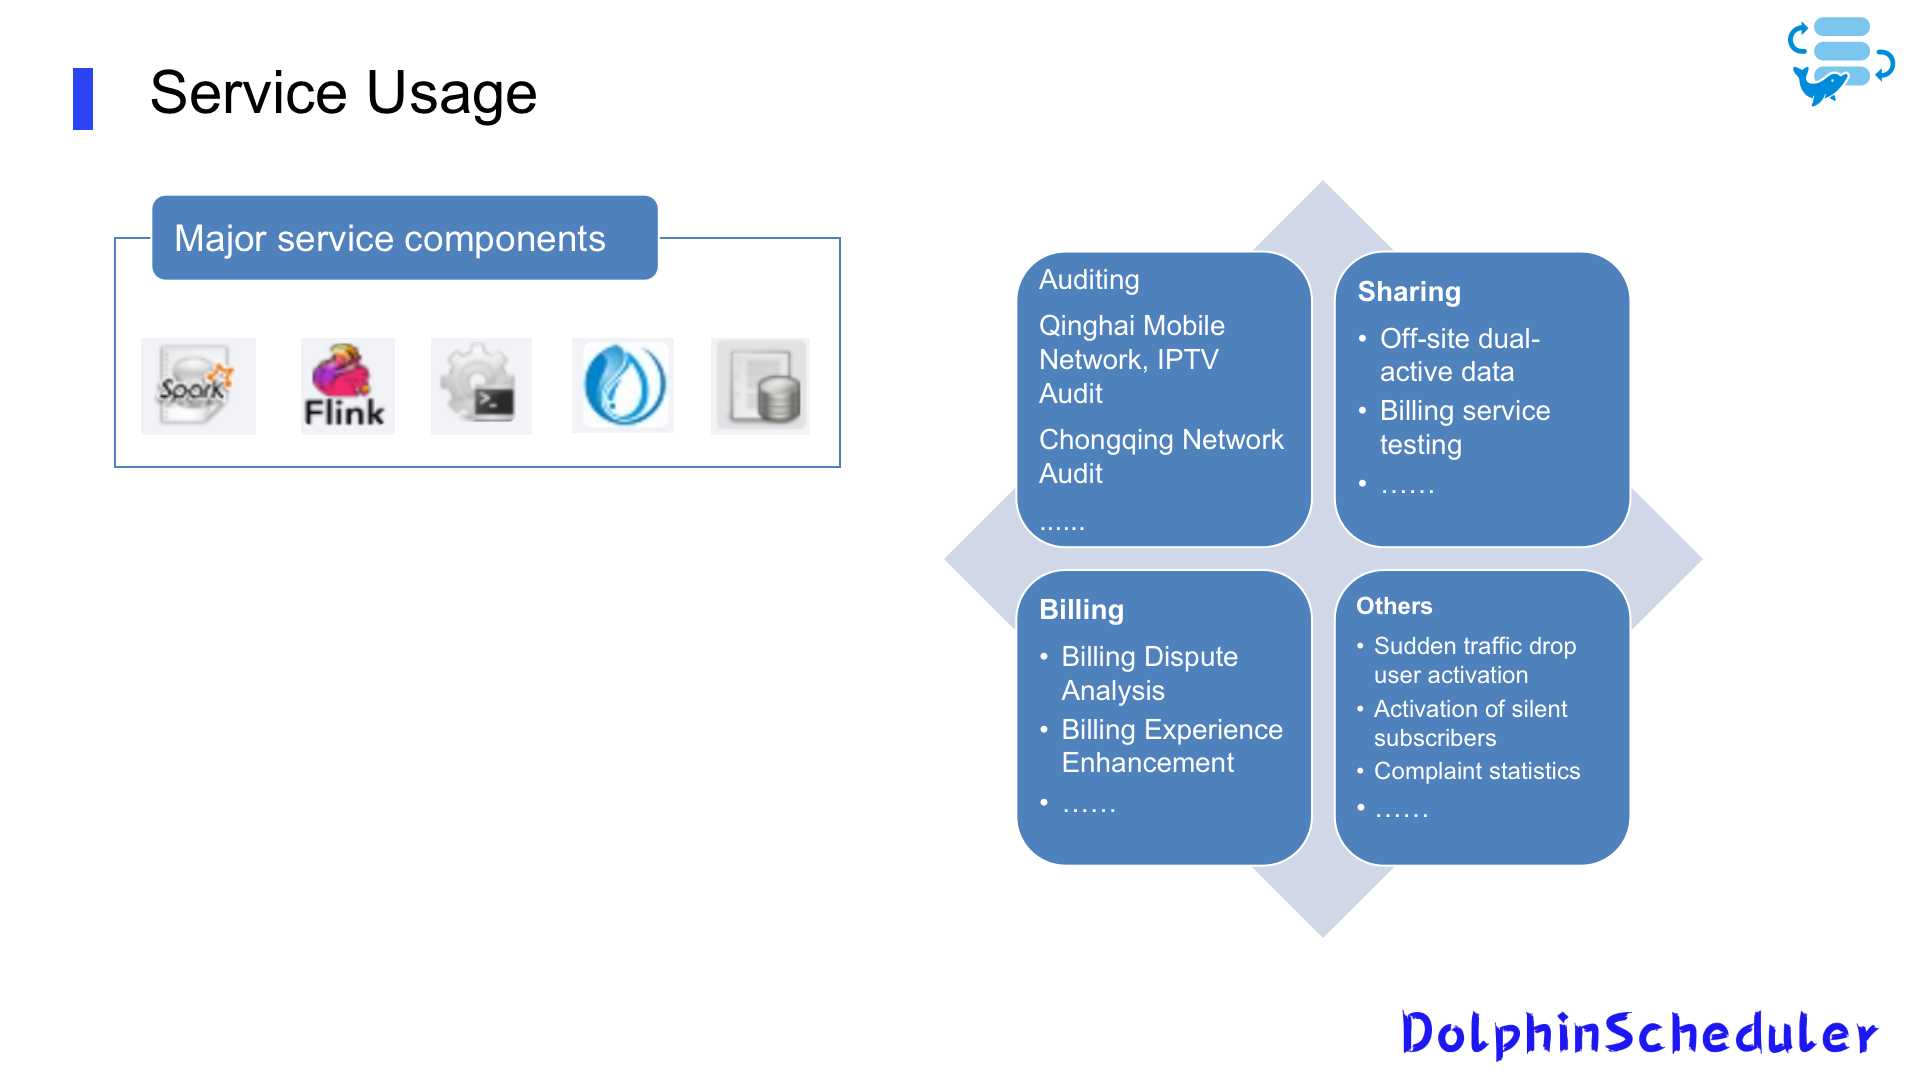 Service Usage
Major service components
Spark
Flink
>_
Auditing
Qinghai Mobile
Network, IPTV
Audit
Chongqing Network
Audit
......
Sharing
• Off-site dual-
active data
• Billing service
testing
• ……
Billing
• Billing Dispute
Analysis
• Billing Experience
Enhancement
• ……
Others
• Sudden traffic drop
user activation
• Activation of silent
subscribers
• Complaint statistics
• ……
DolphinScheduler